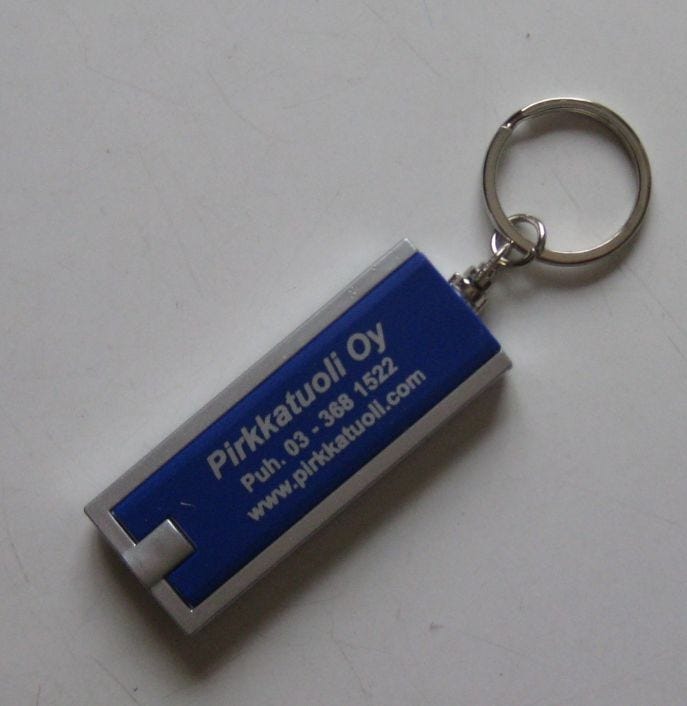 Pirkkatuoli Oy
Puh. 03 - 368 1522
www.pirkkatuoli.com